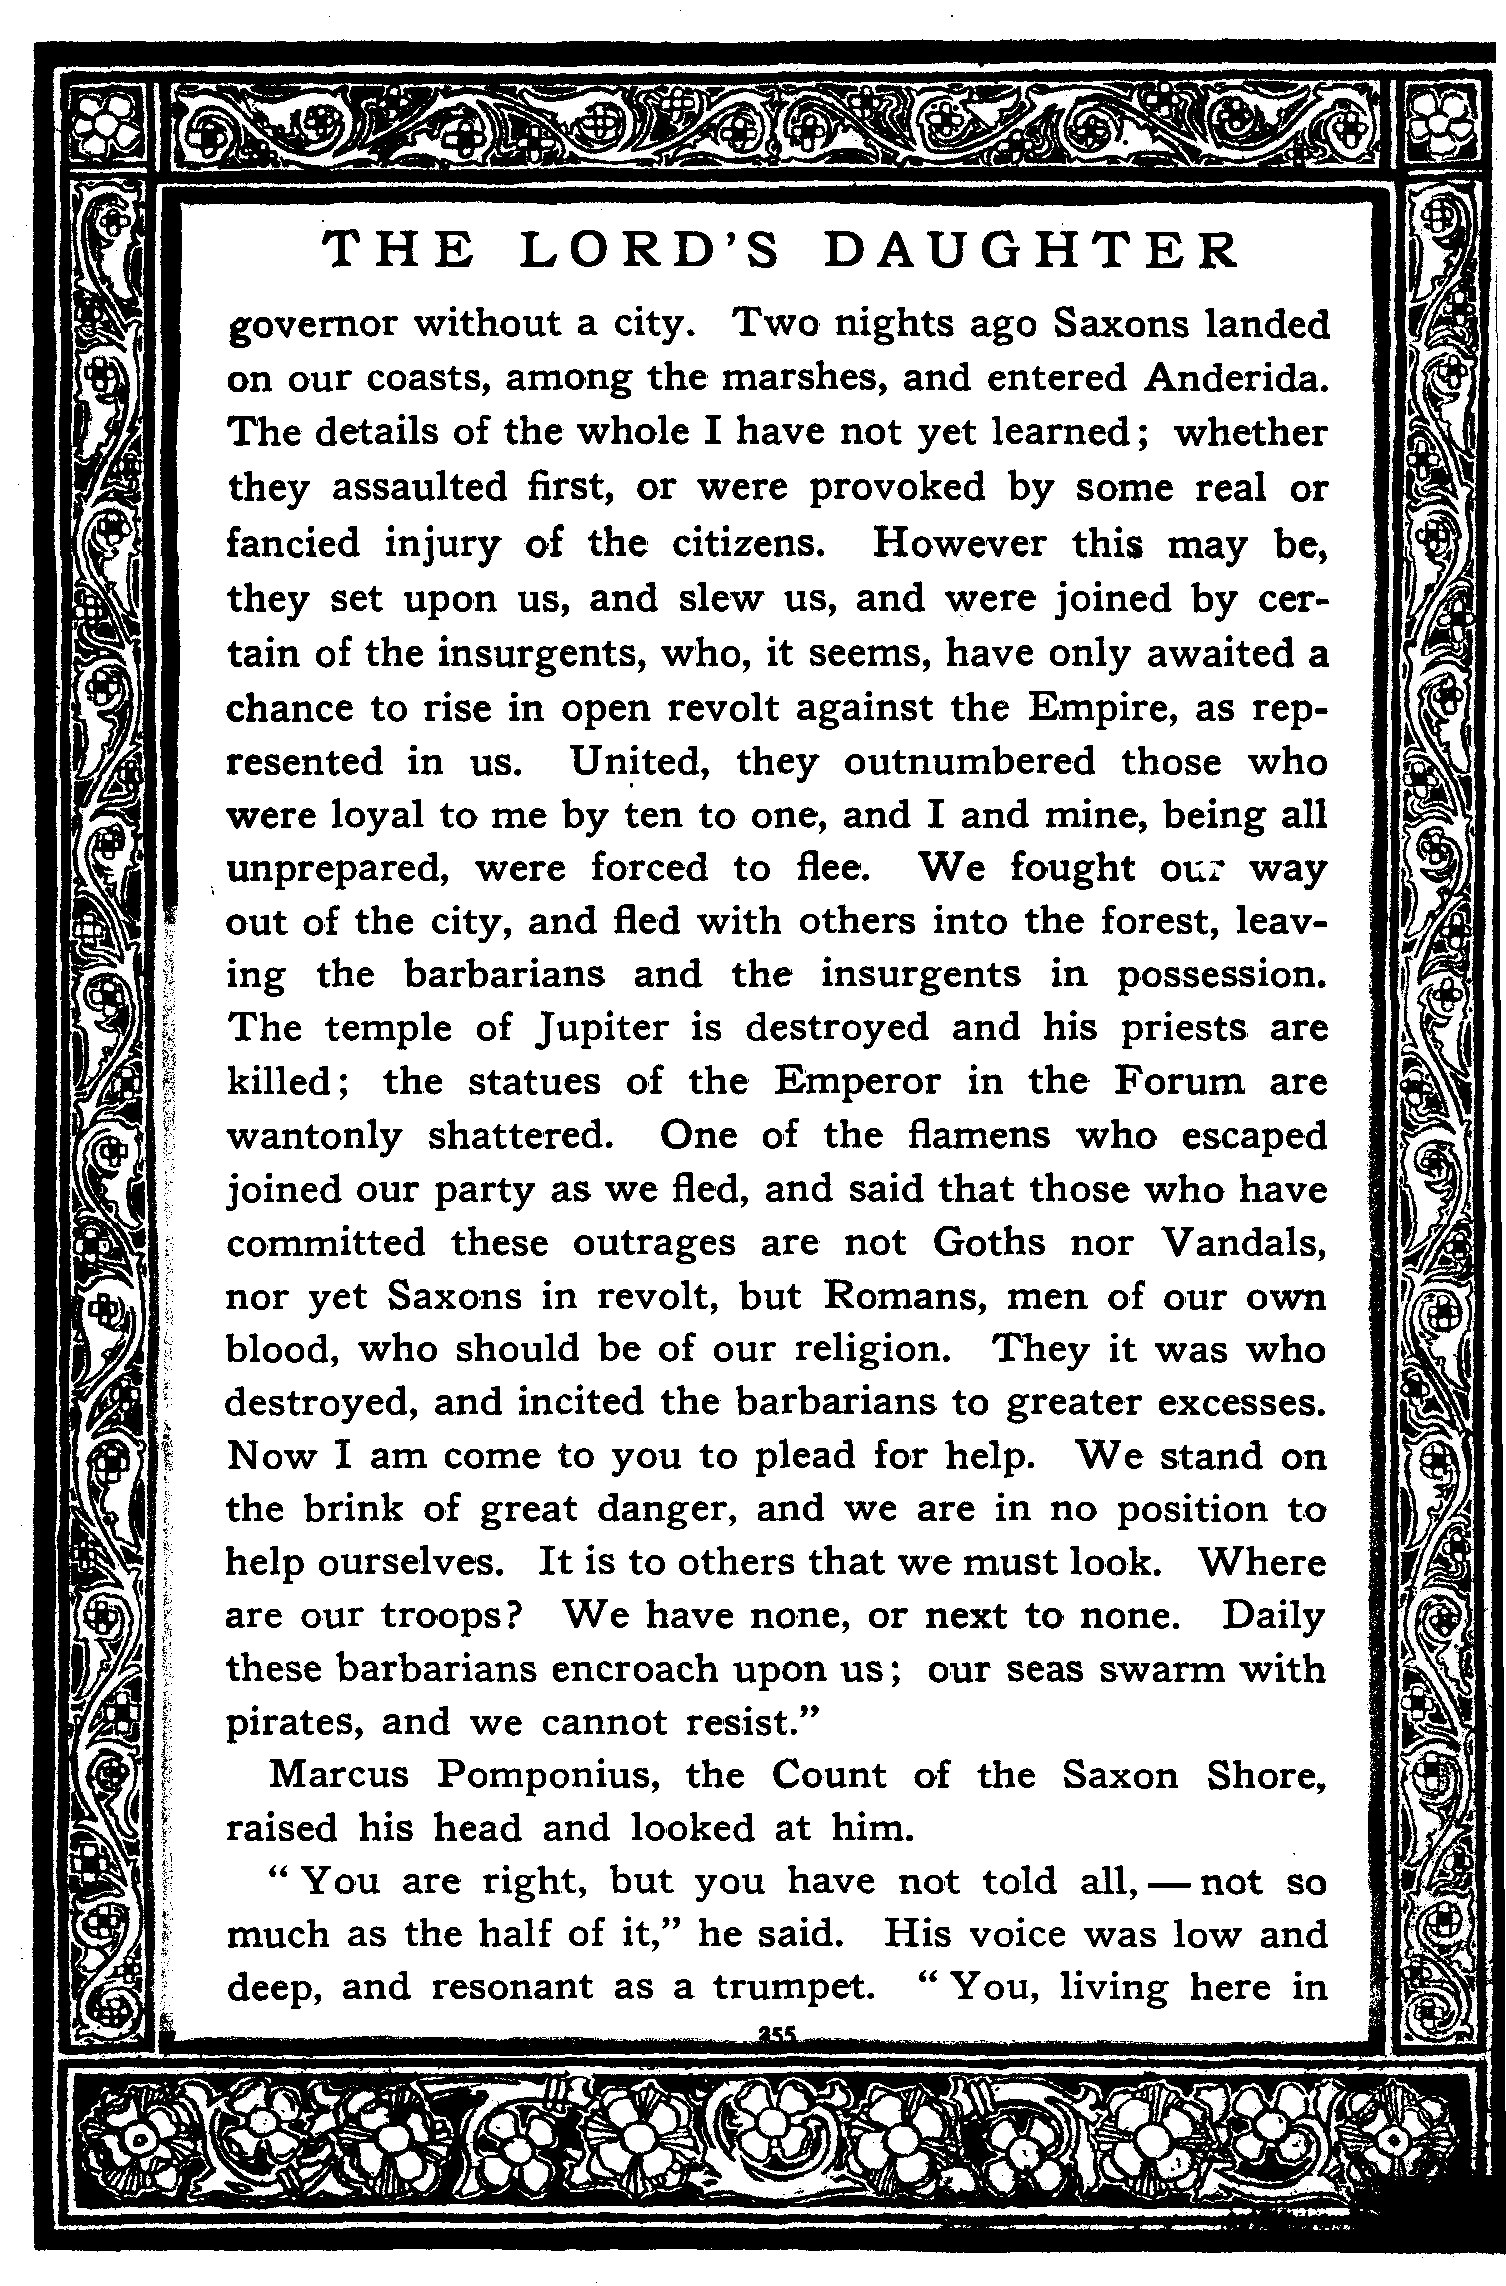 THE LORD'S DAUGHTER
governor without a city. Two nights ago Saxons landed
on our coasts, among the marshes, and entered Anderida.
The details of the whole I have not yet learned; whether
they assaulted first, or were provoked by some real or
fancied injury of the citizens. However this may be,
they set upon us, and slew us, and were joined by cer-
tain of the insurgents, who, it seems, have only awaited a
chance to rise in open revolt against the Empire, as rep-
resented in us. United, they outnumbered those who
were loyal to me by ten to one, and I and mine, being all
unprepared, were forced to flee. We fought our way
out of the city, and fled with others into the forest, leav-
ing the barbarians and the insurgents in possession.
The temple of Jupiter is destroyed and his priests are
killed; the statues of the Emperor in the Forum are
wantonly shattered. One of the flamens who escaped
joined our party as we fled, and said that those who have
committed these outrages are not Goths nor Vandals,
nor yet Saxons in revolt, but Romans, men of our own
blood, who should be of our religion. They it was who
destroyed, and incited the barbarians to greater excesses.
Now I am come to you to plead for help. We stand on
the brink of great danger, and we are in no position to
help ourselves. It is to others that we must look. Where
are our troops? We have none, or next to none. Daily
these barbarians encroach upon us; our seas swarm with
pirates, and we cannot resist."
Marcus Pomponius, the Count of the Saxon Shore,
raised his head and looked at him.
"You are right, but you have not told all,—not so
much as the half of it," he said. His voice was low and
deep, and resonant as a trumpet. "You, living here in
255